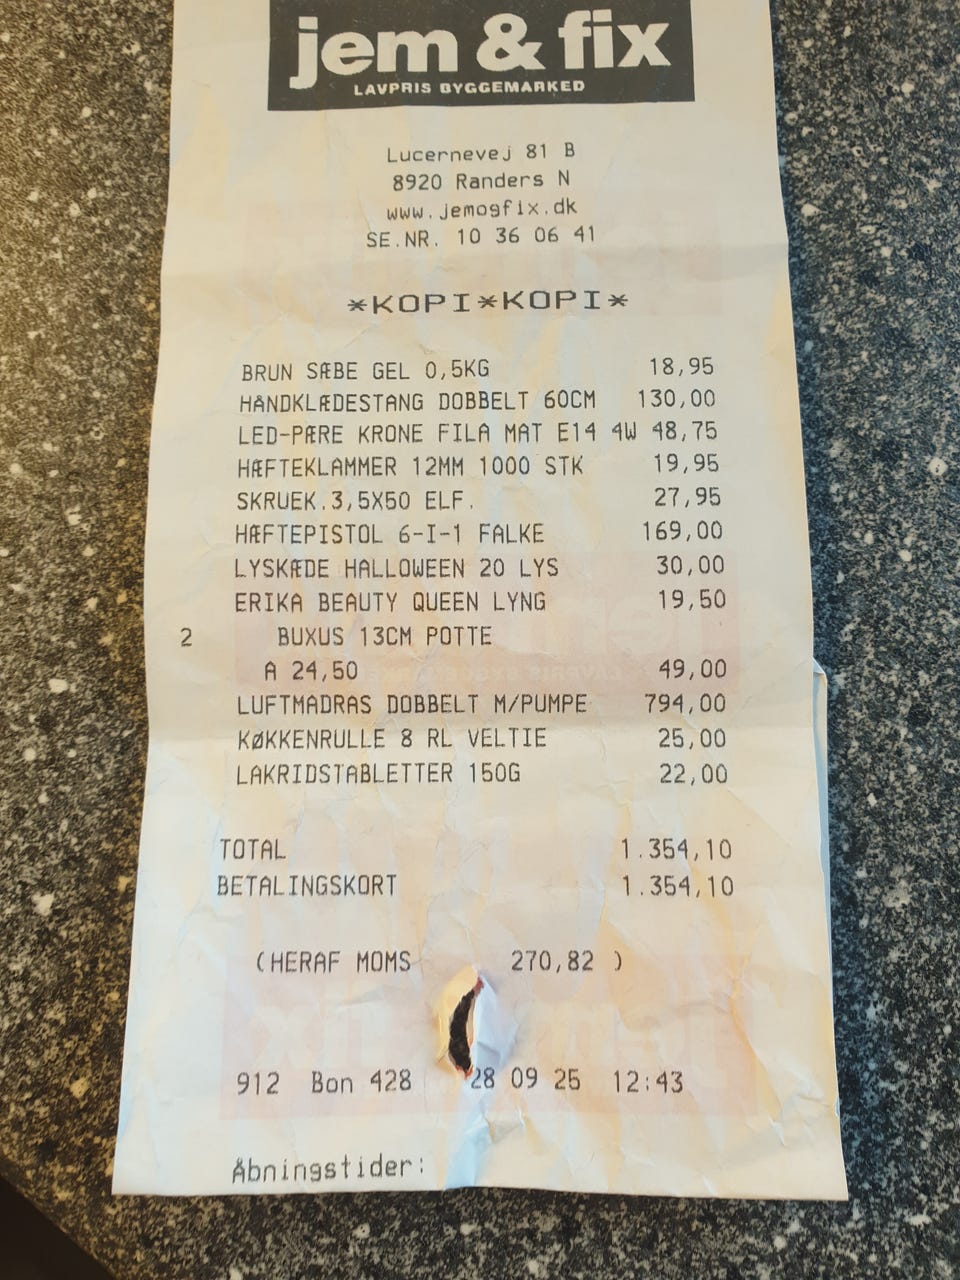 jem & fix
LAVPRIS BYGGEMARKED
Lucernevej 81 B
8920 Randers N
www.jemogfix.dk
SE.NR. 10 36 06 41
*KOPI*KOPI*
BRUN SÆBE GEL 0,5KG 18,95
HÅNDKLÆDESTANG DOBBELT 60CM 130,00
LED-PÆRE KRONE FILA MAT E14 4W 48,75
HÆFTEKLAMMER 12MM 1000 STK 19,95
SKRUEK.3,5X50 ELF. 27,95
HÆFTEPISTOL 6-I-1 FALKE 169,00
LYSKÆDE HALLOWEEN 20 LYS 30,00
ERIKA BEAUTY QUEEN LYNG 19,50
2 BUXUS 13CM POTTE
A 24,50 49,00
LUFTMADRAS DOBBELT M/PUMPE 794,00
KØKKENRULLE 8 RL VELTIE 25,00
LAKRIDSTABLETTER 150G 22,00
TOTAL 1.354,10
BETALINGSKORT 1.354,10
(HERAF MOMS 270,82 )
912 Bon 428 28 09 25 12:43
Åbningstider: